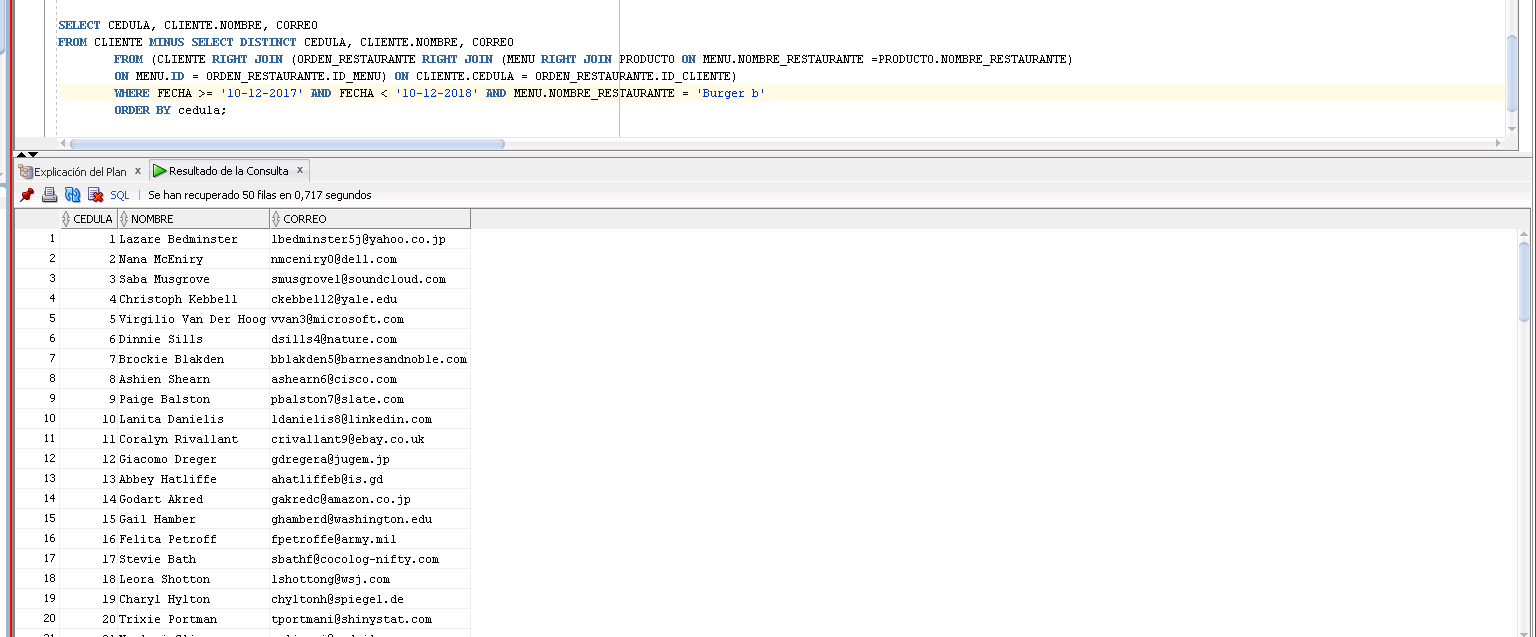 SELECT CEDULA, CLIENTE.NOMBRE, CORREO
FROM CLIENTE MINUS SELECT DISTINCT CEDULA, CLIENTE.NOMBRE, CORREO
FROM (CLIENTE RIGHT JOIN (ORDEN_RESTAURANTE RIGHT JOIN (MENU RIGHT JOIN PRODUCTO ON MENU.NOMBRE_RESTAURANTE =PRODUCTO.NOMBRE_RESTAURANTE)
ON MENU.ID = ORDEN_RESTAURANTE.ID_MENU) ON CLIENTE.CEDULA = ORDEN_RESTAURANTE.ID_CLIENTE)
WHERE FECHA >= '10-12-2017' AND FECHA < '10-12-2018' AND MENU.NOMBRE_RESTAURANTE = 'Burger b'
ORDER BY cedula;
Explicación del Plan x Resultado de la Consulta x
SQL | Se han recuperado 50 filas en 0,717 segundos
CEDULA NOMBRE CORREO
1 1 Lazare Bedminster lbedminster5j@yahoo.co.jp
2 2 Nana McEniry nmceniry0@dell.com
3 3 Saba Musgrove smusgrove1@soundcloud.com
4 4 Christoph Kebbell ckebbell2@yale.edu
5 5 Virgilio Van Der Hoog vvan3@microsoft.com
6 6 Dinnie Sills dsills4@nature.com
7 7 Brockie Blakden bblakden5@barnesandnoble.com
8 8 Ashien Shearn ashearn6@cisco.com
9 9 Paige Balston pbalston7@slate.com
10 10 Lanita Danielis ldanielis8@linkedin.com
11 11 Coralyn Rivallant crivallant9@ebay.co.uk
12 12 Giacomo Dreger gdregera@jugem.jp
13 13 Abbey Hatliffe ahatliffeb@is.gd
14 14 Godart Akred gakredc@amazon.co.jp
15 15 Gail Hamber ghamberd@washington.edu
16 16 Felita Petroff fpetroffe@army.mil
17 17 Stevie Bath sbathf@cocolog-nifty.com
18 18 Leora Shotton lshottong@wsj.com
19 19 Charyl Hylton chyltonh@spiegel.de
20 20 Trixie Portman tportmani@shinystat.com